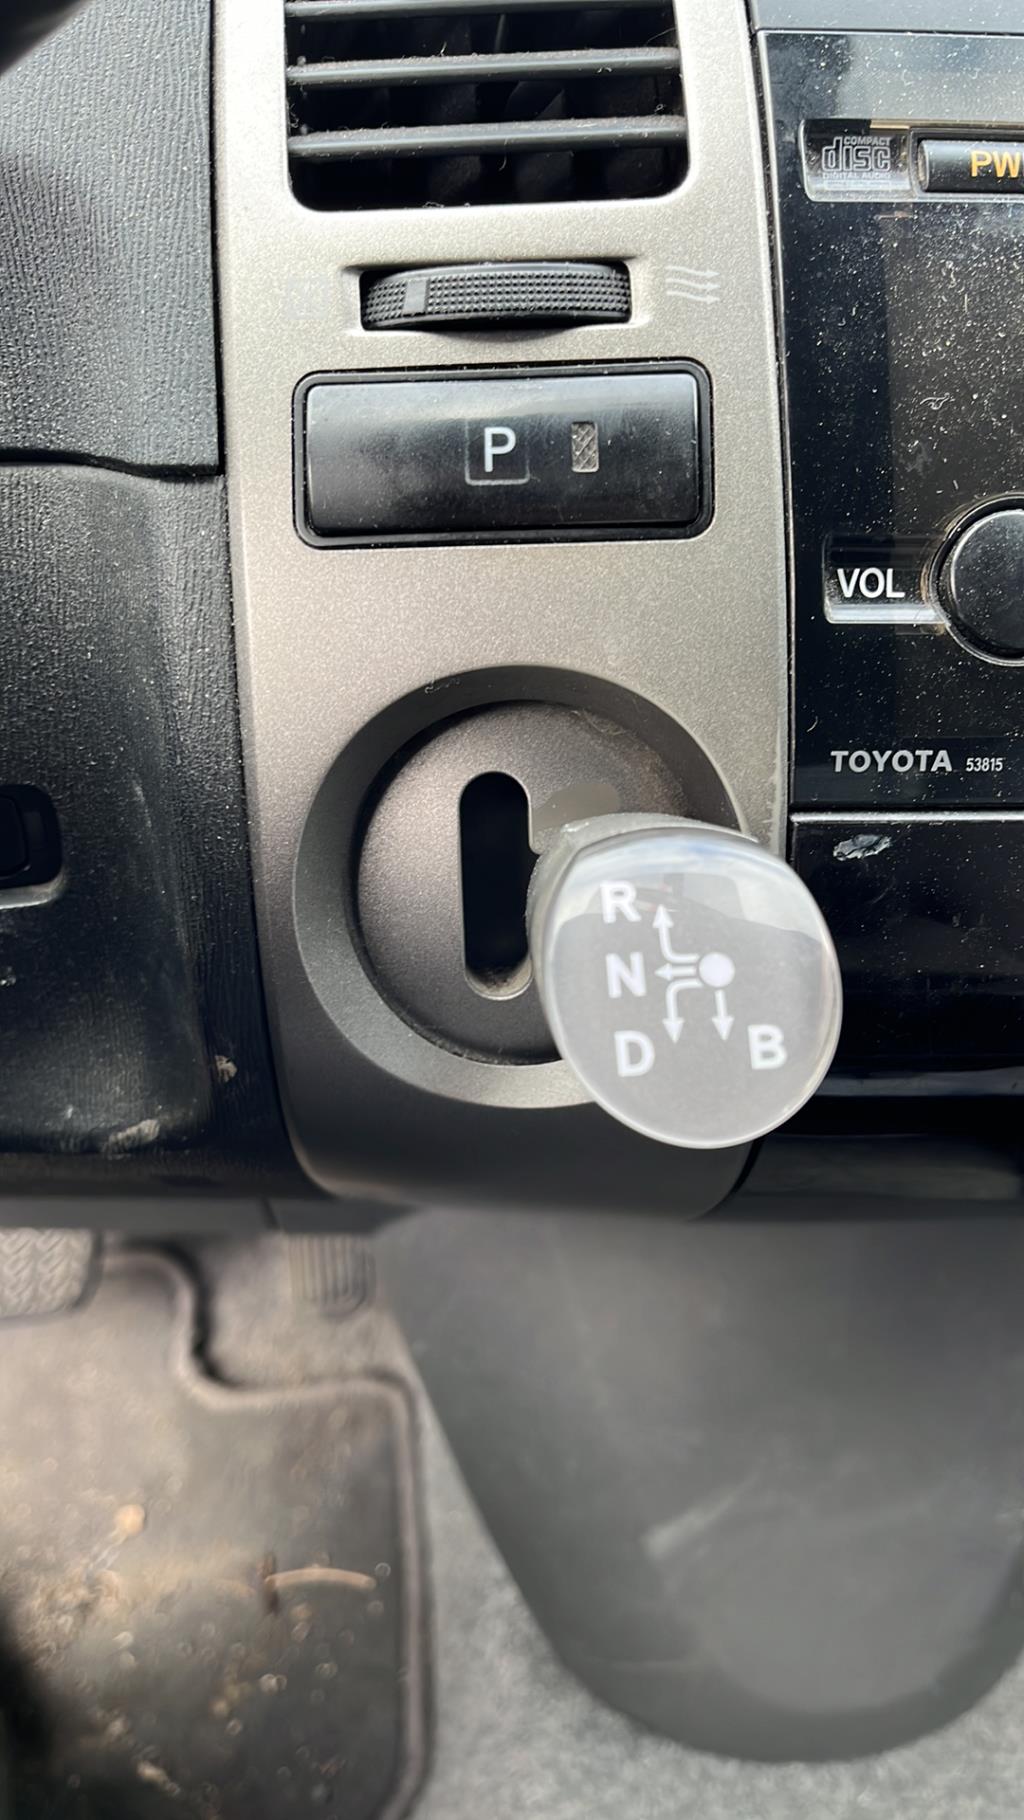 COMPACT
disc
DIGITAL AUDIO
PW
P
VOL
TOYOTA 53815
R
N
D B